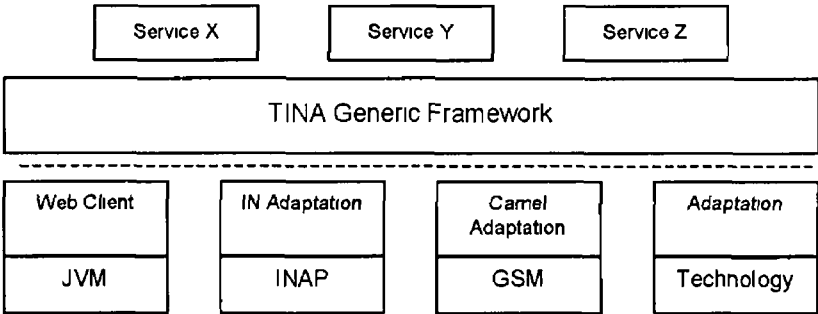 Service X
Service Y
Service Z
TINA Generic Framework
Web Client
IN Adaptation
Camel
Adaptation
Adaptation
JVM
INAP
GSM
Technology